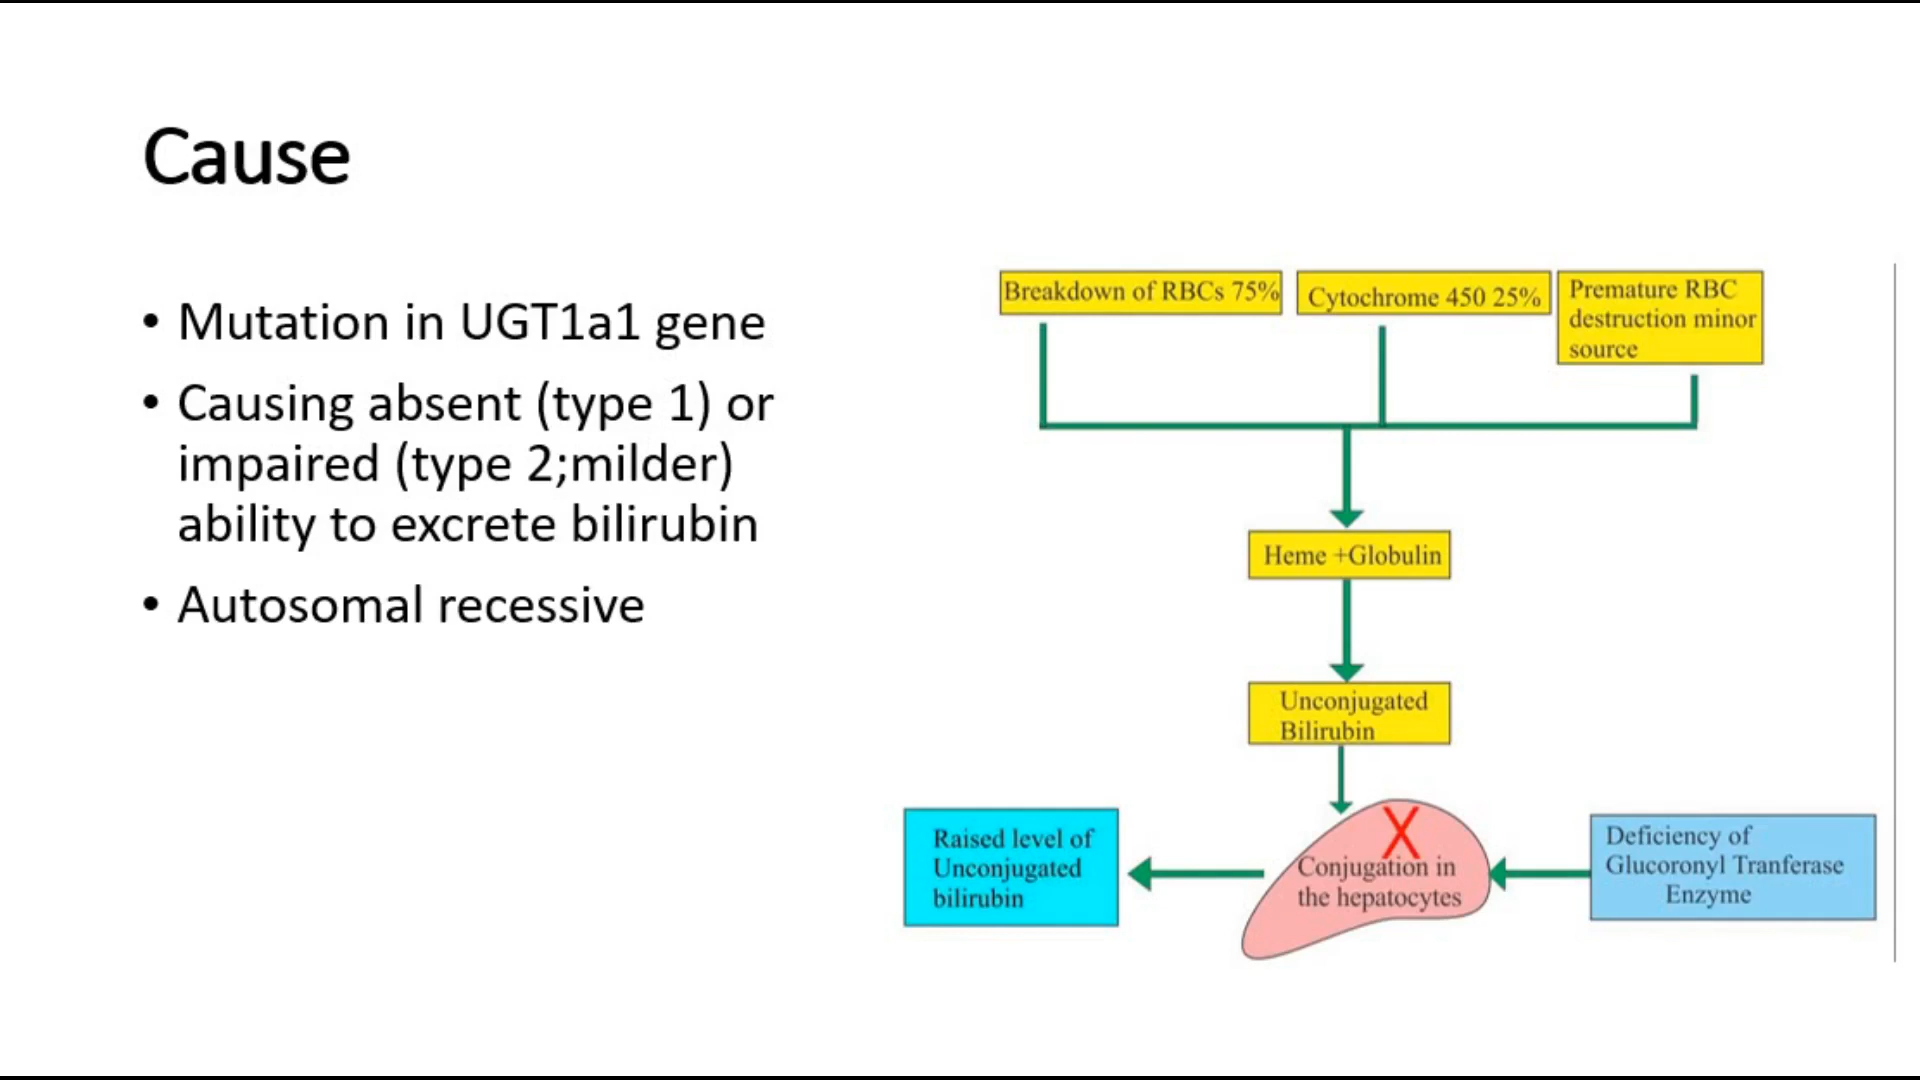 Cause
• Mutation in UGT1a1 gene
• Causing absent (type 1) or
impaired (type 2;milder)
ability to excrete bilirubin
• Autosomal recessive
Breakdown of RBCs 75%
Cytochrome 450 25%
Premature RBC
destruction minor
source
Heme +Globulin
Unconjugated
Bilirubin
Raised level of
Unconjugated
bilirubin
X
Conjugation in
the hepatocytes
Deficiency of
Glucoronyl Tranferase
Enzyme